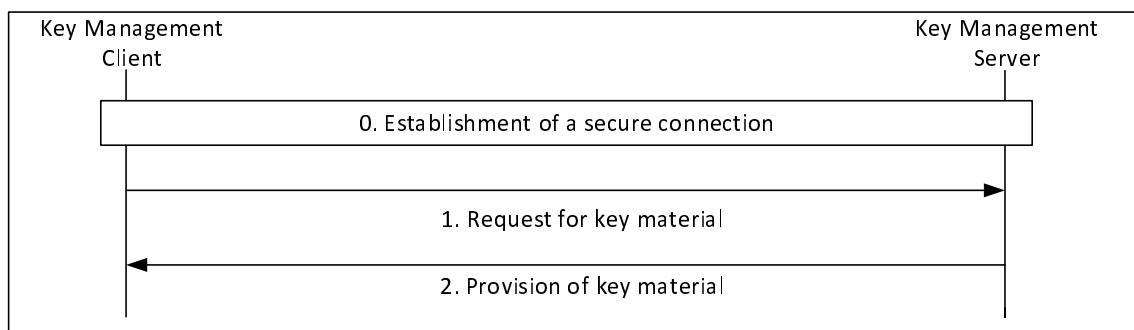 Key Management
Client
Key Management
Server
0. Establishment of a secure connection
1. Request for key material
2. Provision of key material